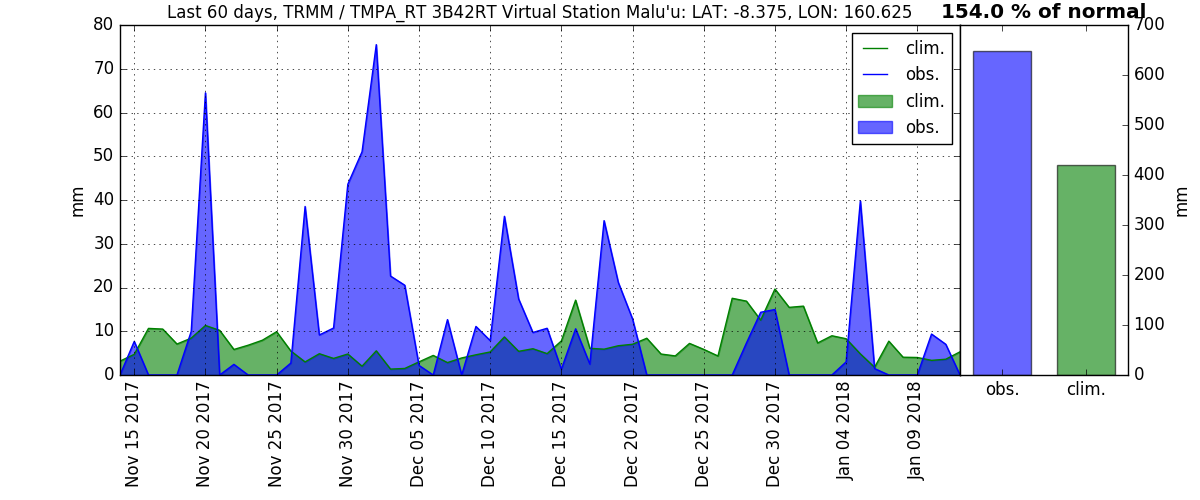 Last 60 days, TRMM / TMPA_RT 3B42RT Virtual Station Malu'u: LAT: -8.375, LON: 160.625
154.0 % of normal
80
70
60
50
40
30
20
10
0
mm
clim.
obs.
clim.
obs.
700
600
500
400
300
200
100
0
mm
Nov 15 2017
Nov 20 2017
Nov 25 2017
Nov 30 2017
Dec 05 2017
Dec 10 2017
Dec 15 2017
Dec 20 2017
Dec 25 2017
Dec 30 2017
Jan 04 2018
Jan 09 2018
obs.
clim.